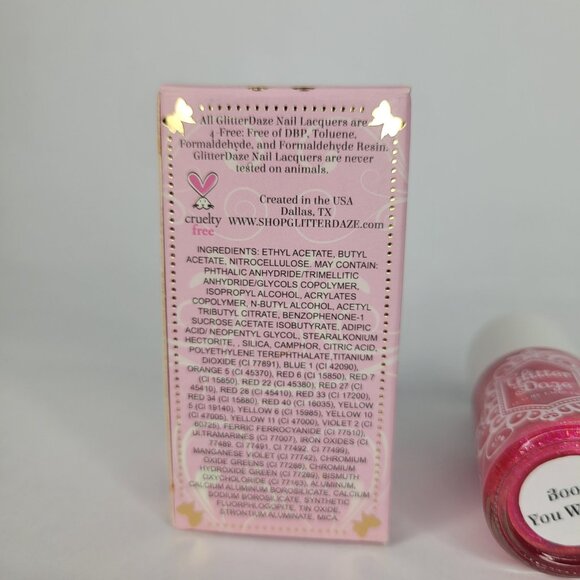 All GlitterDaze Nail Lacquers are
4-Free: Free of DBP, Toluene,
Formaldehyde, and Formaldehyde Resin.
GlitterDaze Nail Lacquers are never
tested on animals.
cruelty
free
Created in the USA
Dallas, TX
WWW.SHOPGLITTERDAZE.com
INGREDIENTS: ETHYL ACETATE, BUTYL
ACETATE, NITROCELLULOSE. MAY CONTAIN:
PHTHALIC ANHYDRIDE/TRIMELLITIC
ANHYDRIDE/GLYCOLS COPOLYMER,
ISOPROPYL ALCOHOL, ACRYLATES
COPOLYMER, N-BUTYL ALCOHOL, ACETYL
TRIBUTYL CITRATE, BENZOPHENONE-1
SUCROSE ACETATE ISOBUTYRATE, ADIPIC
ACID/ NEOPENTYL GLYCOL, STEARALKONIUM
HECTORITE, , SILICA, CAMPHOR, CITRIC ACID,
POLYETHYLENE TEREPHTHALATE,TITANIUM
DIOXIDE (CI 77891), BLUE 1 (CI 42090),
ORANGE 5 (CI 45370), RED 6 (CI 15850), RED 7
(CI 15850), RED 22 (CI 45380), RED 27 (CI
45410), RED 28 (CI 45410), RED 33 (CI 17200),
RED 34 (CI 15880), RED 40 (CI 16035), YELLOW
5 (CI 19140), YELLOW 6 (CI 15985), YELLOW 10
(CI 47005), YELLOW 11 (CI 47000), VIOLET 2 (CI
60725), FERRIC FERROCYANIDE (CI 77510),
ULTRAMARINES (CI 77007), IRON OXIDES (CI
77489, CI 77491, CI 77492, CI 77499),
MANGANESE VIOLET (CI 77742), CHROMIUM
OXIDE GREENS (CI 77288), CHROMIUM
HYDROXIDE GREEN (CI 77289), BISMUTH
OXYCHLORIDE (CI 77163), ALUMINUM,
CALCIUM ALUMINUM BOROSILICATE, CALCIUM
SODIUM BOROSILICATE, SYNTHETIC
FLUORPHLOGOPITE, TIN OXIDE,
STRONTIUM ALUMINATE, MICA
Glitter
Daze
Boo
You W